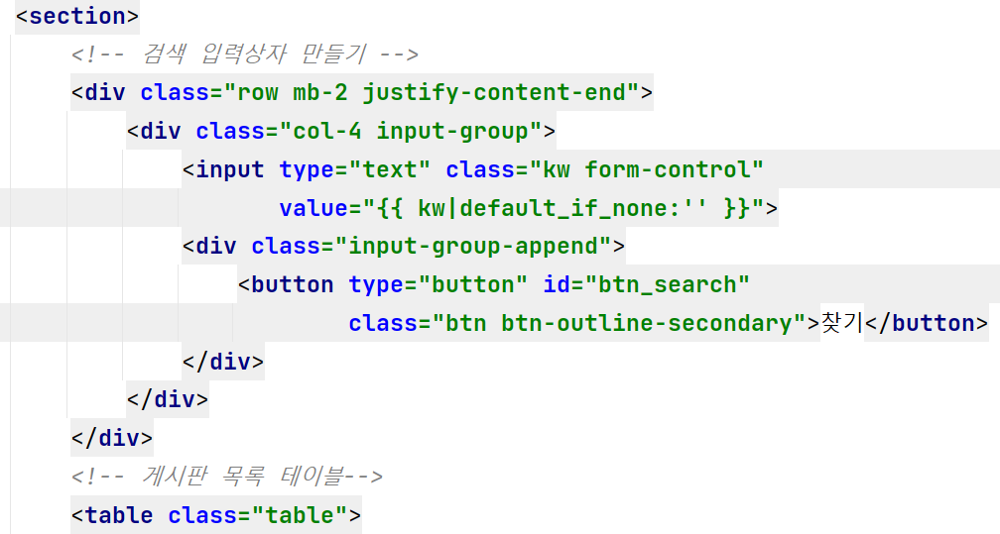 <section>
<!-- 검색 입력상자 만들기 -->
<div class="row mb-2 justify-content-end">
<div class="col-4 input-group">
<input type="text" class="kw form-control"
value="{{ kw|default_if_none:'' }}">
<div class="input-group-append">
<button type="button" id="btn_search"
class="btn btn-outline-secondary">찾기</button>
</div>
</div>
</div>
<!-- 게시판 목록 테이블-->
<table class="table">